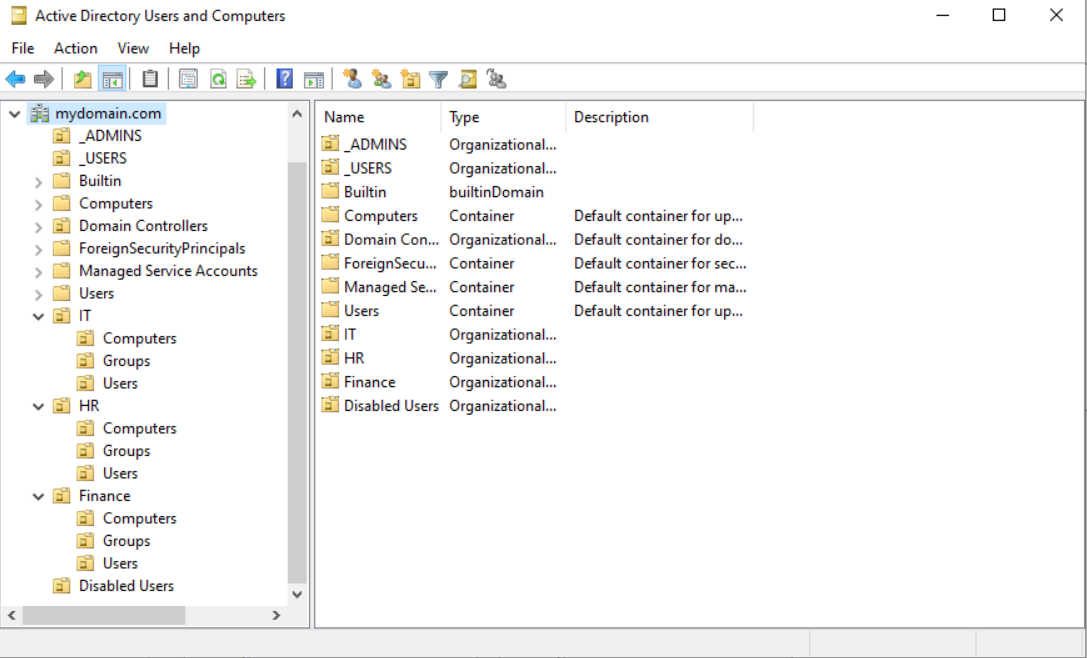 Active Directory Users and Computers
File Action View Help
mydomain.com
_ADMINS
_USERS
Builtin
Computers
Domain Controllers
ForeignSecurityPrincipals
Managed Service Accounts
Users
IT
Computers
Groups
Users
HR
Computers
Groups
Users
Finance
Computers
Groups
Users
Disabled Users
Name Type Description
_ADMINS Organizational...
_USERS Organizational...
Builtin builtinDomain
Computers Container Default container for up...
Domain Con... Organizational... Default container for do...
ForeignSecu... Container Default container for sec...
Managed Se... Container Default container for ma...
Users Container Default container for up...
IT Organizational...
HR Organizational...
Finance Organizational...
Disabled Users Organizational...